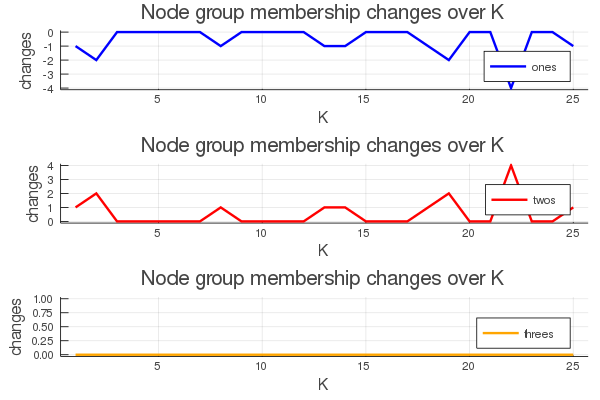 Node group membership changes over K
changes
0
-1
-2
-3
-4
ones
5 10 15 20 25
K
Node group membership changes over K
changes
4
3
2
1
0
twos
5 10 15 20 25
K
Node group membership changes over K
changes
1.00
0.75
0.50
0.25
0.00
threes
5 10 15 20 25
K